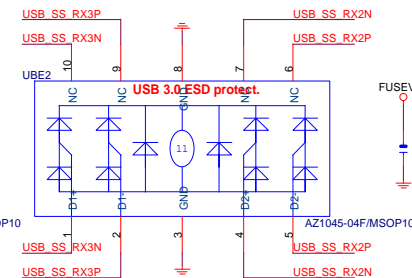 USB_SS_RX3P
USB_SS_RX3N
USB_SS_RX2N
USB_SS_RX2P
10
9
8
7
6
UBE2
USB 3.0 ESD protect.
NC
NC
GND
NC
NC
FUSEV
11
D1+
D1-
GND
D2+
D2-
OP10
AZ1045-04F/MSOP10
1
2
3
4
5
USB_SS_RX3N
USB_SS_RX3P
USB_SS_RX2P
USB_SS_RX2N